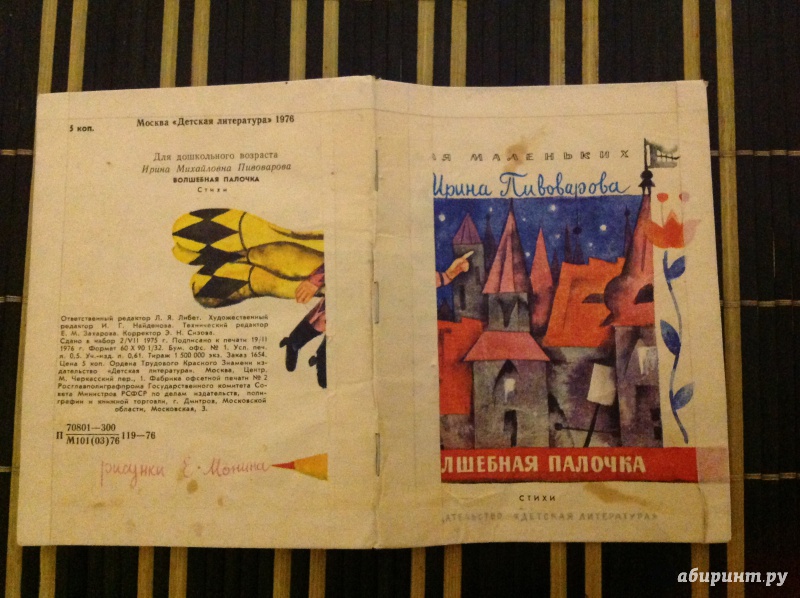 5 коп.
Москва «Детская литература» 1976
Для дошкольного возраста
Ирина Михайловна Пивоварова
ВОЛШЕБНАЯ ПАЛОЧКА
Стихи
Ответственный редактор Л. Я. Либет. Художественный
редактор И. Г. Найденова. Технический редактор
Е. М. Захарова. Корректор Э. Н. Сизова.
Сдано в набор 2/VII 1975 г. Подписано к печати 19/II
1976 г. Формат 60 X 90 1/32. Бум. офс. № 1. Усл. печ.
л. 0,5. Уч.-изд. л. 0,61. Тираж 1 500 000 экз. Заказ 1654.
Цена 5 коп. Ордена Трудового Красного Знамени из-
дательство «Детская литература». Москва, Центр,
М. Черкасский пер., 1. Фабрика офсетной печати № 2
Росглавполиграфпрома Государственного комитета Со-
вета Министров РСФСР по делам издательств, поли-
графии и книжной торговли, г. Дмитров, Московской
области, Московская, 3.
П 70801—300
М101(03)76 119—76
рисунки Е. Монина
ЛЯ МАЛЕНЬКИХ
Ирина Пивоварова
ЛШЕБНАЯ ПАЛОЧКА
СТИХИ
ДАТЕЛЬСТВО «ДЕТСКАЯ ЛИТЕРАТУРА»
абиринт.ру